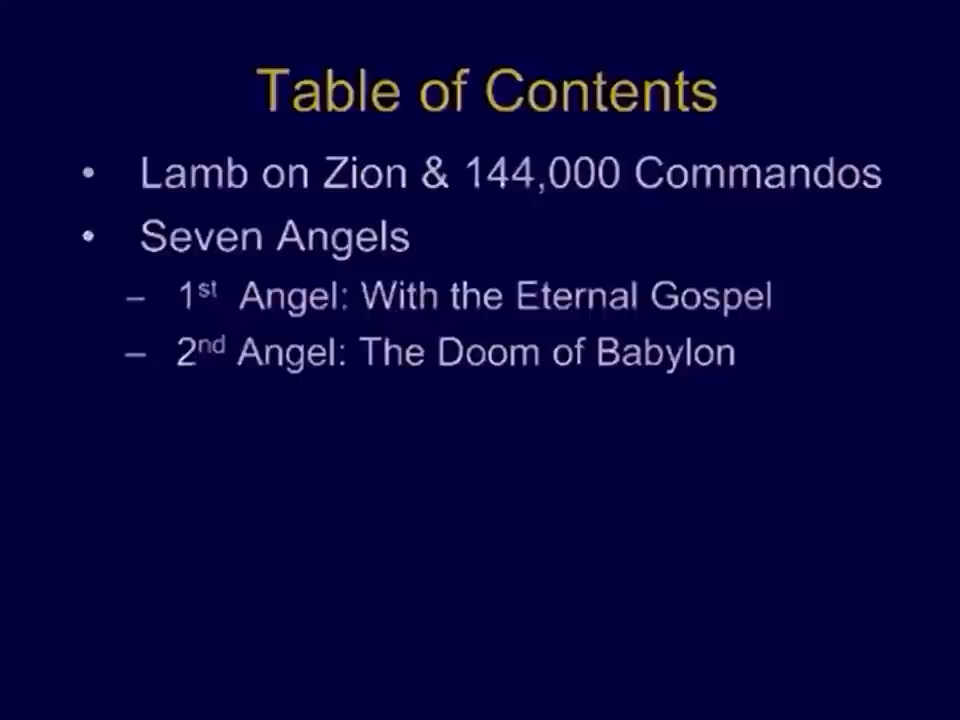 Table of Contents
• Lamb on Zion & 144,000 Commandos
• Seven Angels
– 1st Angel: With the Eternal Gospel
– 2nd Angel: The Doom of Babylon